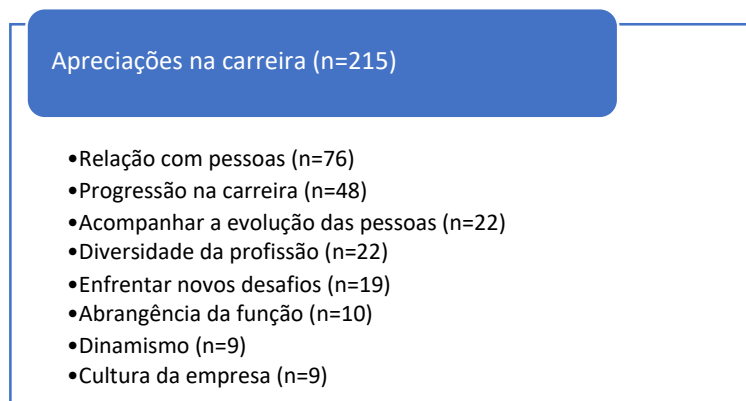 Apreciações na carreira (n=215)
•Relação com pessoas (n=76)
•Progressão na carreira (n=48)
•Acompanhar a evolução das pessoas (n=22)
•Diversidade da profissão (n=22)
•Enfrentar novos desafios (n=19)
•Abrangência da função (n=10)
•Dinamismo (n=9)
•Cultura da empresa (n=9)